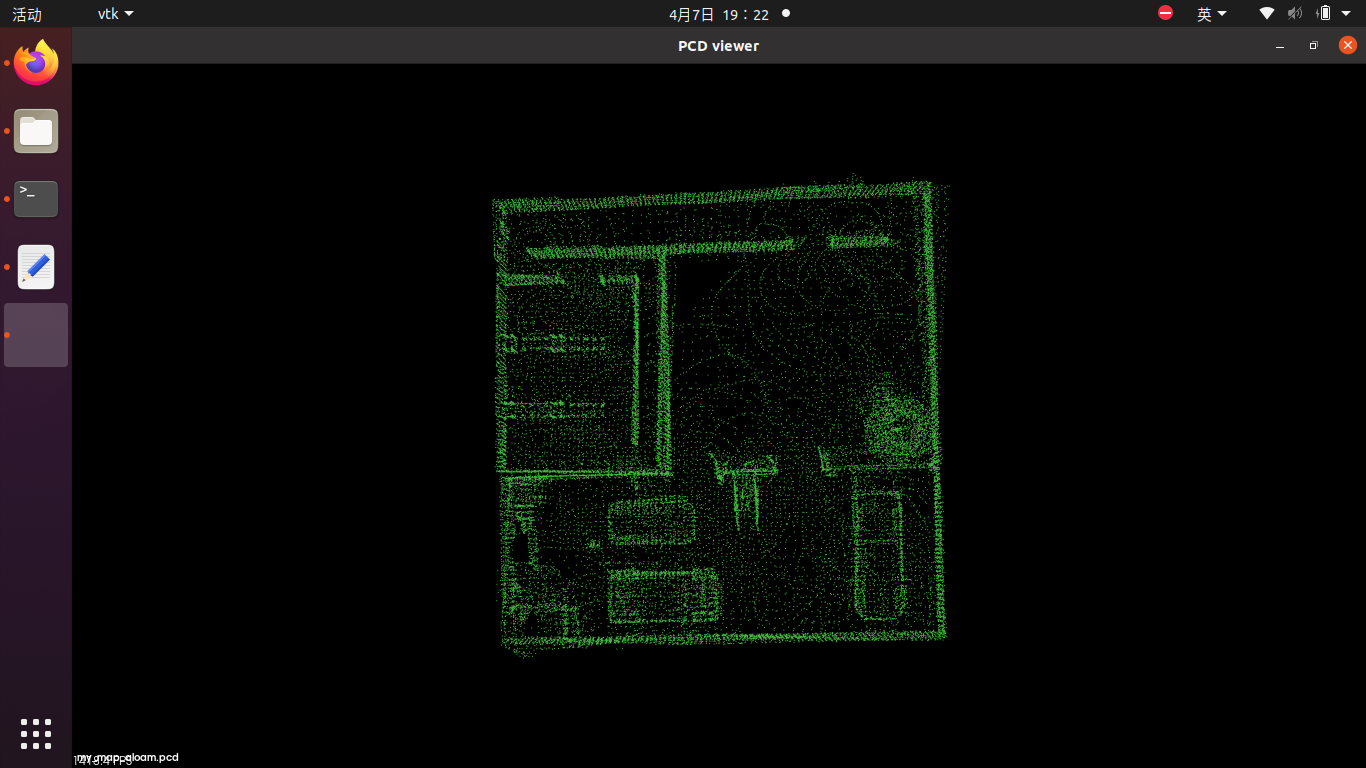 活动
vtk
4月7日 19：22
英
PCD viewer
>_
my_map_aloam.pcd